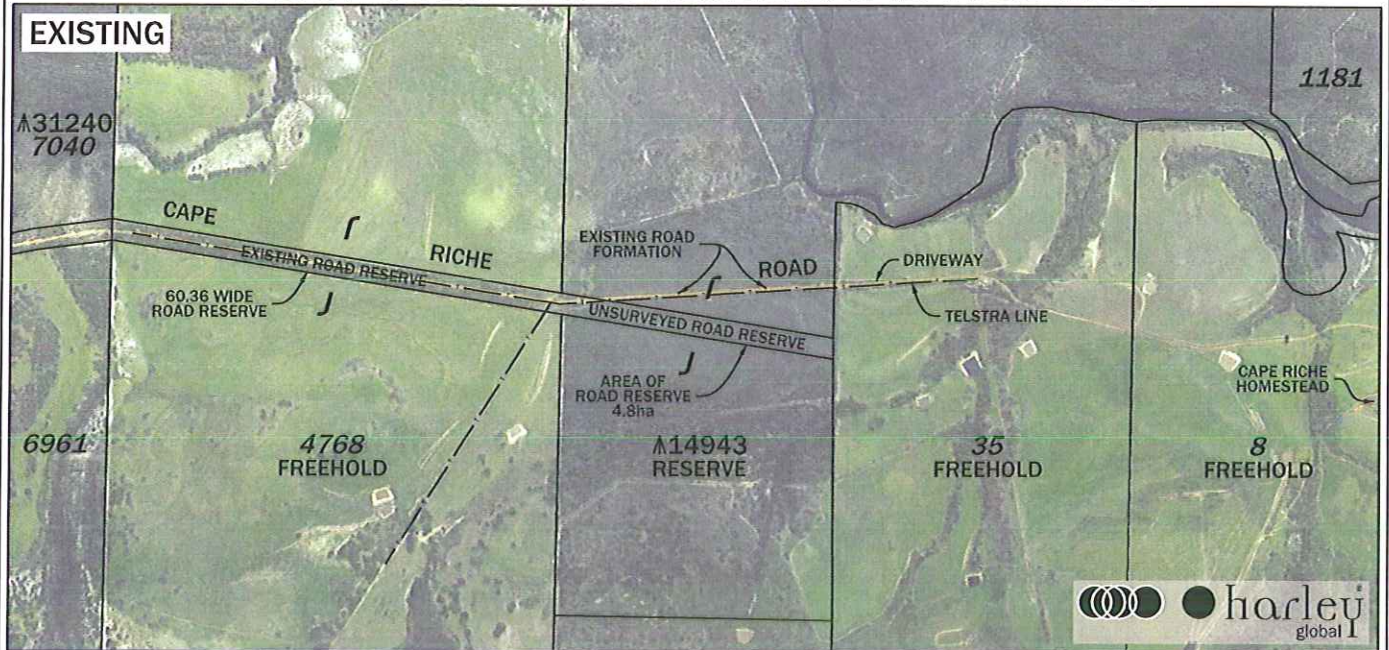 EXISTING
1181
⩚31240
7040
CAPE
RICHE
ROAD
EXISTING ROAD RESERVE
60.36 WIDE
ROAD RESERVE
EXISTING ROAD
FORMATION
DRIVEWAY
TELSTRA LINE
UNSURVEYED ROAD RESERVE
AREA OF
ROAD RESERVE
4.8ha
CAPE RICHE
HOMESTEAD
6961
4768
FREEHOLD
⩚14943
RESERVE
35
FREEHOLD
8
FREEHOLD
harley
global